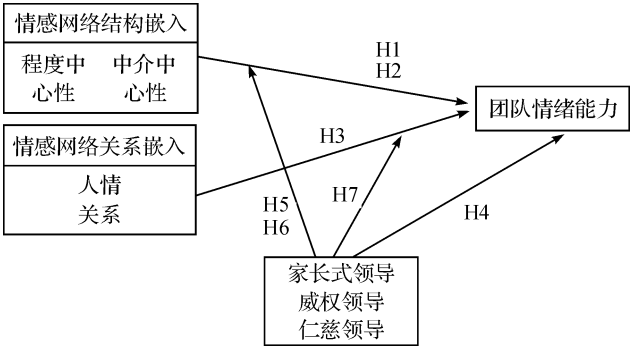 情感网络结构嵌入
程度中 中介中
心性 心性
H1
H2
团队情绪能力
情感网络关系嵌入
人情
关系
H3
H5
H6
H7
H4
家长式领导
威权领导
仁慈领导